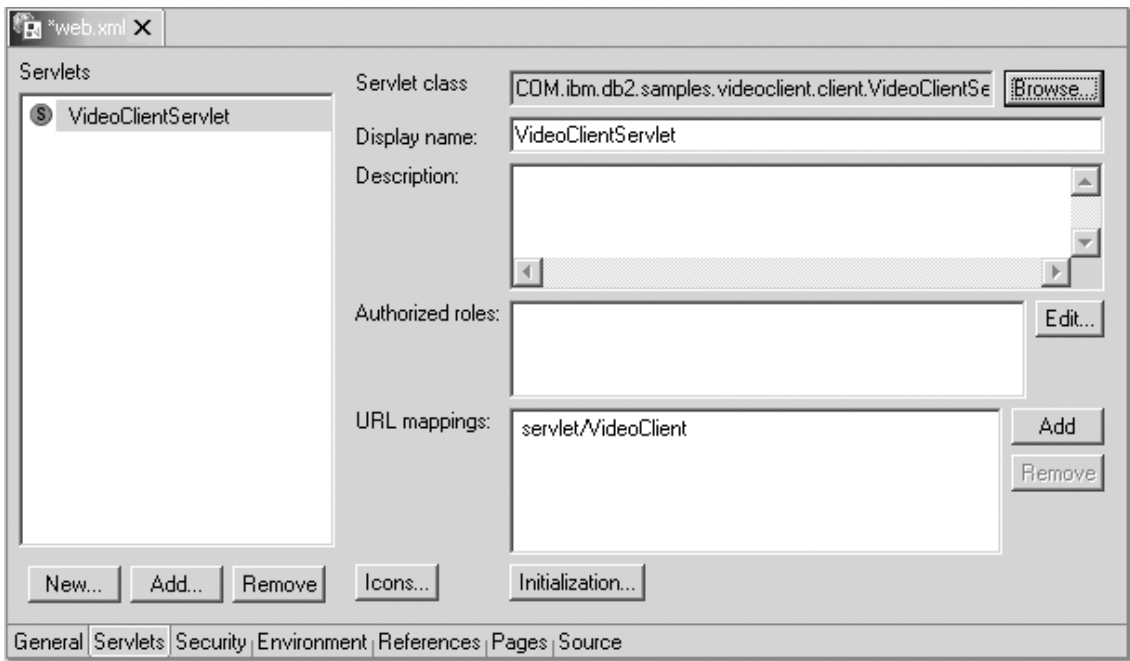 *web.xml
Servlets
S VideoClientServlet
New... Add... Remove
Servlet class COM.ibm.db2.samples.videoclient.client.VideoClientSe Browse...
Display name: VideoClientServlet
Description:
Authorized roles: Edit...
URL mappings: servlet/VideoClient Add
Remove
Icons... Initialization...
General Servlets Security Environment References Pages Source